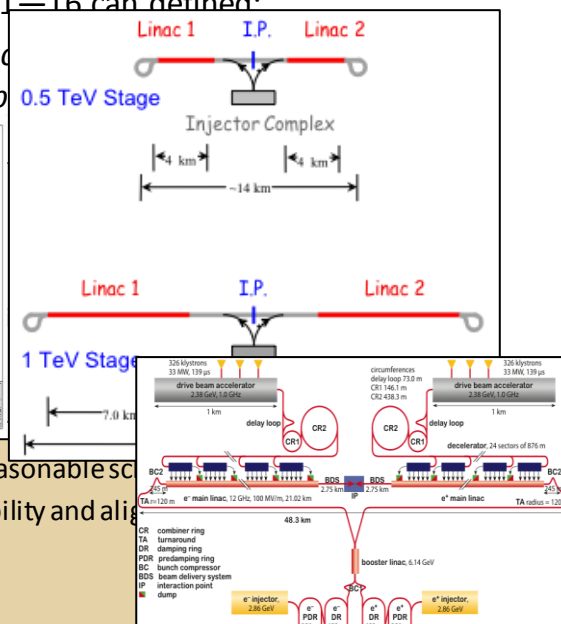 1—16 can defined:
Linac 1 I.P. Linac 2
0.5 TeV Stage
Injector Complex
4 km 4 km
~14 km
Linac 1 I.P. Linac 2
1 TeV Stage
7.0 km
326 klystrons
33 MW, 139 µs
circumferences
delay loop 73.0 m
CR1 146.1 m
CR2 438.3 m
326 klystrons
33 MW, 139 µs
drive beam accelerator
2.38 GeV, 1.0 GHz
drive beam accelerator
2.38 GeV, 1.0 GHz
1 km
1 km
delay loop
CR2
CR1
CR2
CR1
delay loop
decelerator, 24 sectors of 876 m
BC2
245 m
BDS
2.75 km
BDS
2.75 km
BC2
245 m
TA r=120 m
e⁻ main linac, 12 GHz, 100 MV/m, 21.02 km
IP
e⁺ main linac
TA radius = 120
48.3 km
CR combiner ring
TA turnaround
DR damping ring
PDR predamping ring
BC bunch compressor
BDS beam delivery system
IP interaction point
dump
booster linac, 6.14 GeV
BC1
e⁻ injector,
2.86 GeV
e⁻
PDR
e⁻
DR
e⁺
DR
e⁺
PDR
e⁺ injector,
2.86 GeV
easonable sc
ility and alig